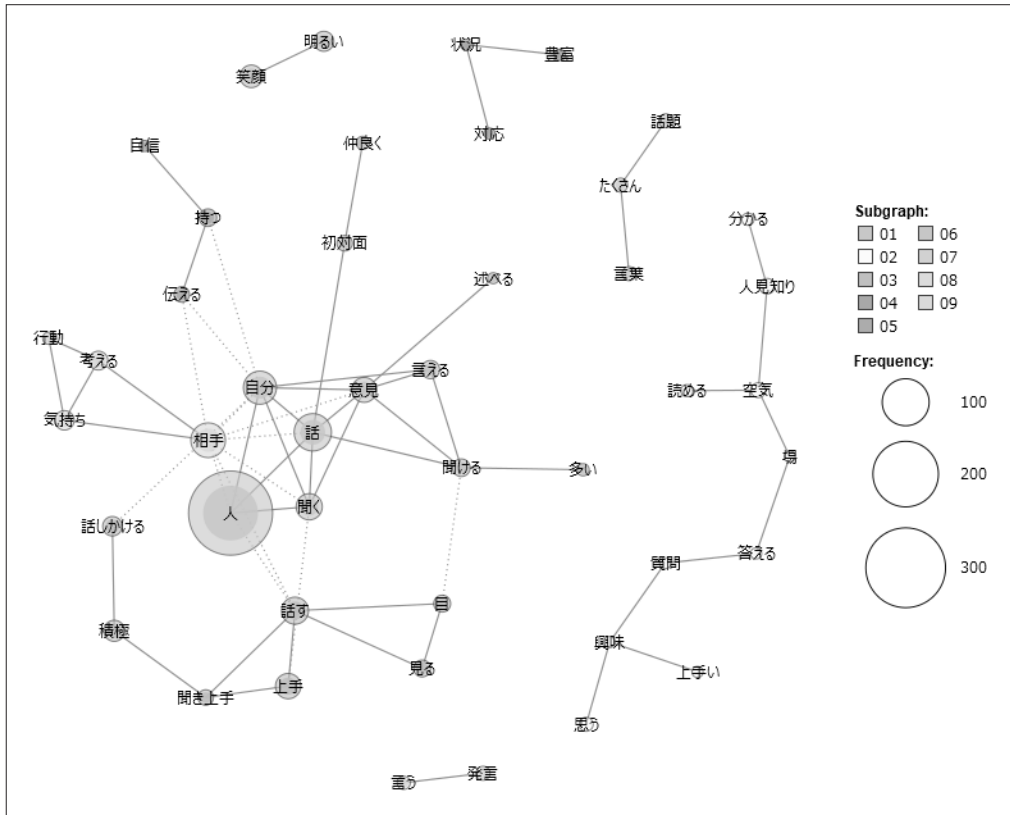 明るい
笑顔
状況
豊富
対応
自信
仲良く
話題
たくさん
持つ
分かる
初対面
言葉
述べる
人見知り
伝える
行動
考える
言える
自分
意見
読める
空気
気持ち
相手
話
聞ける
多い
場
人
聞く
話しかける
答える
質問
話す
目
積極
興味
見る
上手い
聞き上手
上手
思う
言う
発言
Subgraph:
01 06
02 07
03 08
04 09
05
Frequency:
100
200
300